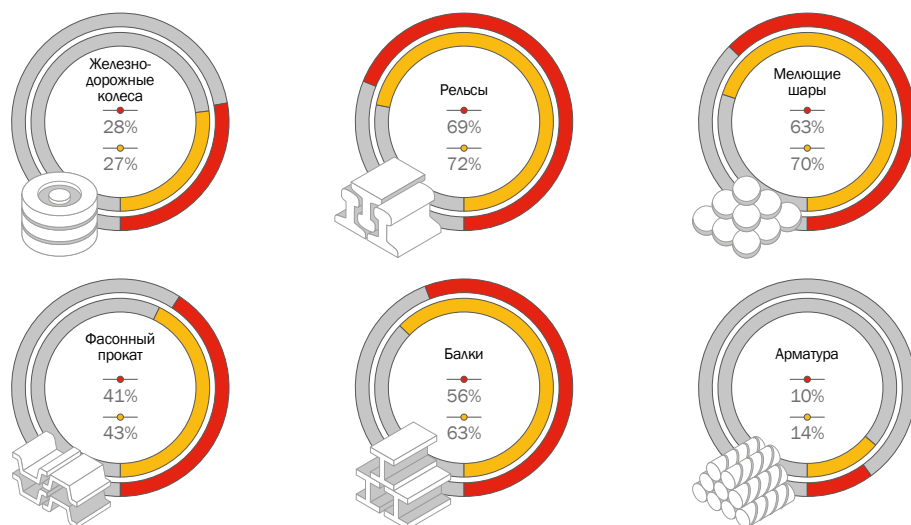 Железно-
дорожные
колеса
28%
27%
Рельсы
69%
72%
Мелющие
шары
63%
70%
Фасонный
прокат
41%
43%
Балки
56%
63%
Арматура
10%
14%